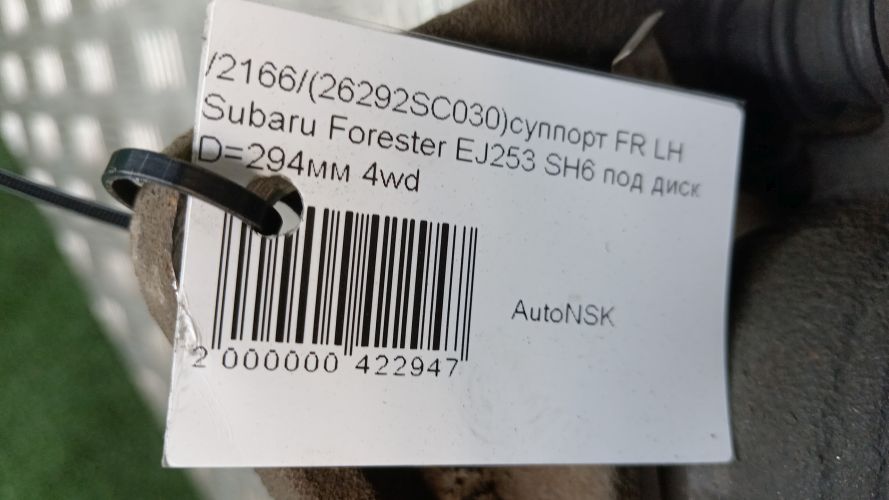 /2166/(26292SC030)суппорт FR LH
Subaru Forester EJ253 SH6 под диск
D=294мм 4wd
AutoNSK
2 000000 422947